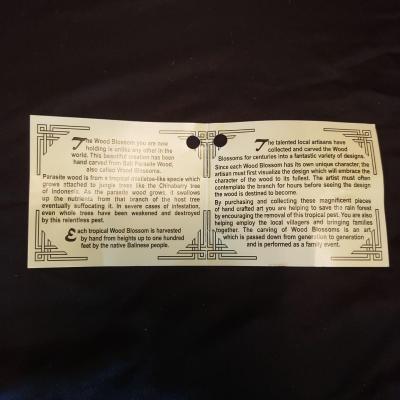 The Wood Blossom you are now
holding is unlike any other in the
world. This beautiful creation has been
hand carved from Bali Parasite Wood,
also called Wood Blossoms.
Parasite wood is from a tropical mistletoe-like specie which
grows attached to jungle trees like the Chinaberry tree
of Indonesia. As the parasite wood grows, it swallows
up the nutrients from that branch of the host tree
eventually suffocating it. In severe cases of infestation,
even whole trees have been weakened and destroyed
by this relentless pest.
Each tropical Wood Blossom is harvested
by hand from heights up to one hundred
feet by the native Balinese people.
The talented local artisans have
collected and carved the Wood
Blossoms for centuries into a fantastic variety of designs.
Since each Wood Blossom has its own unique character, the
artisan must first visualize the design which will embrace the
character of the wood to its fullest. The artist must often
contemplate the branch for hours before seeing the design
the wood is destined to become.
By purchasing and collecting these magnificent pieces
of hand crafted art you are helping to save the rain forest
by encouraging the removal of this tropical pest. You are also
helping employ the local villagers and bringing families
together. The carving of Wood Blossoms is an art
which is passed down from generation to generation
and is performed as a family event.